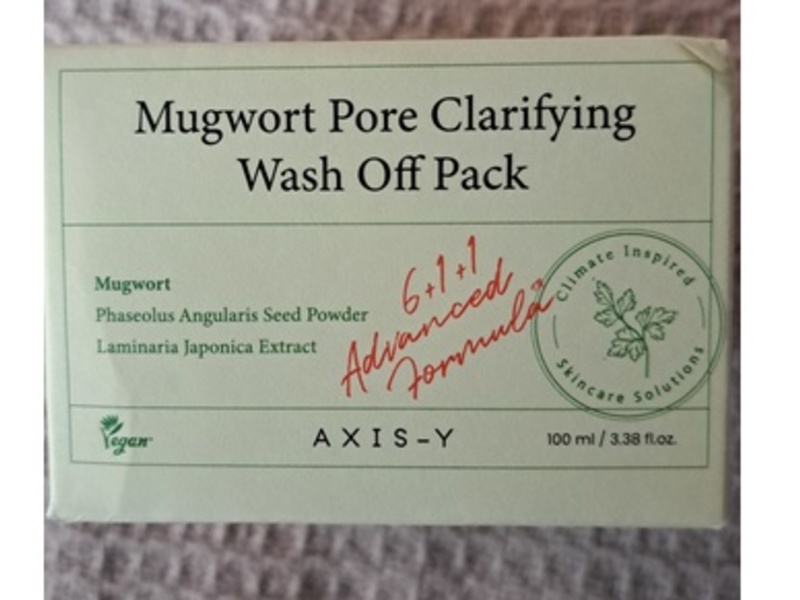 Mugwort Pore Clarifying
Wash Off Pack
Mugwort
Phaseolus Angularis Seed Powder
Laminaria Japonica Extract
6+1+1
Advanced
Formula
Climate Inspired
Skincare Solutions
Vegan
AXIS-Y
100 ml / 3.38 fl.oz.